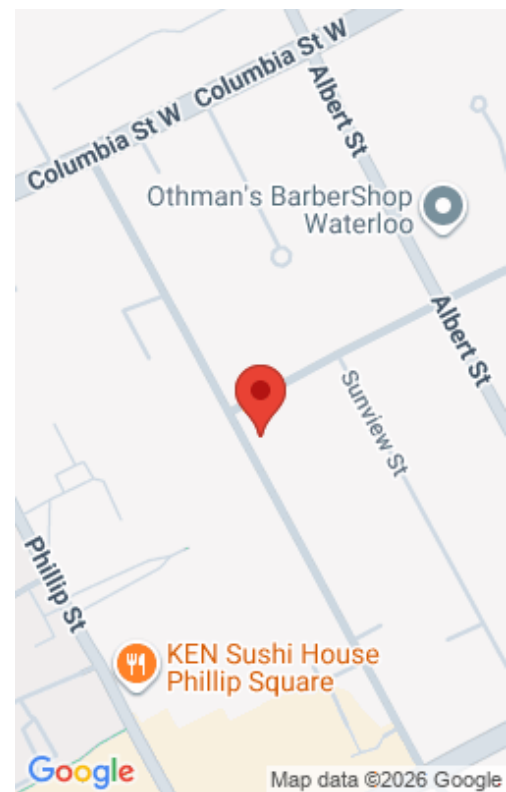 Columbia St W
Columbia St W
Albert St
Othman's BarberShop
Waterloo
Albert St
Sunview St
Phillip St
KEN Sushi House
Phillip Square
Google
Map data ©2026 Google